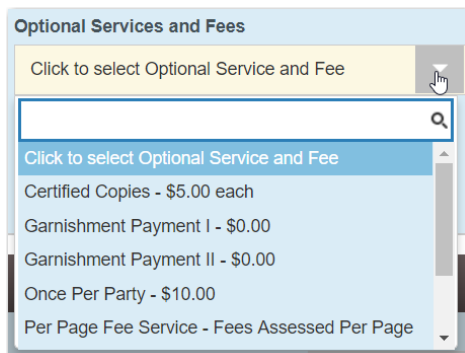 Optional Services and Fees
Click to select Optional Service and Fee
Click to select Optional Service and Fee
Certified Copies - $5.00 each
Garnishment Payment I - $0.00
Garnishment Payment II - $0.00
Once Per Party - $10.00
Per Page Fee Service - Fees Assessed Per Page